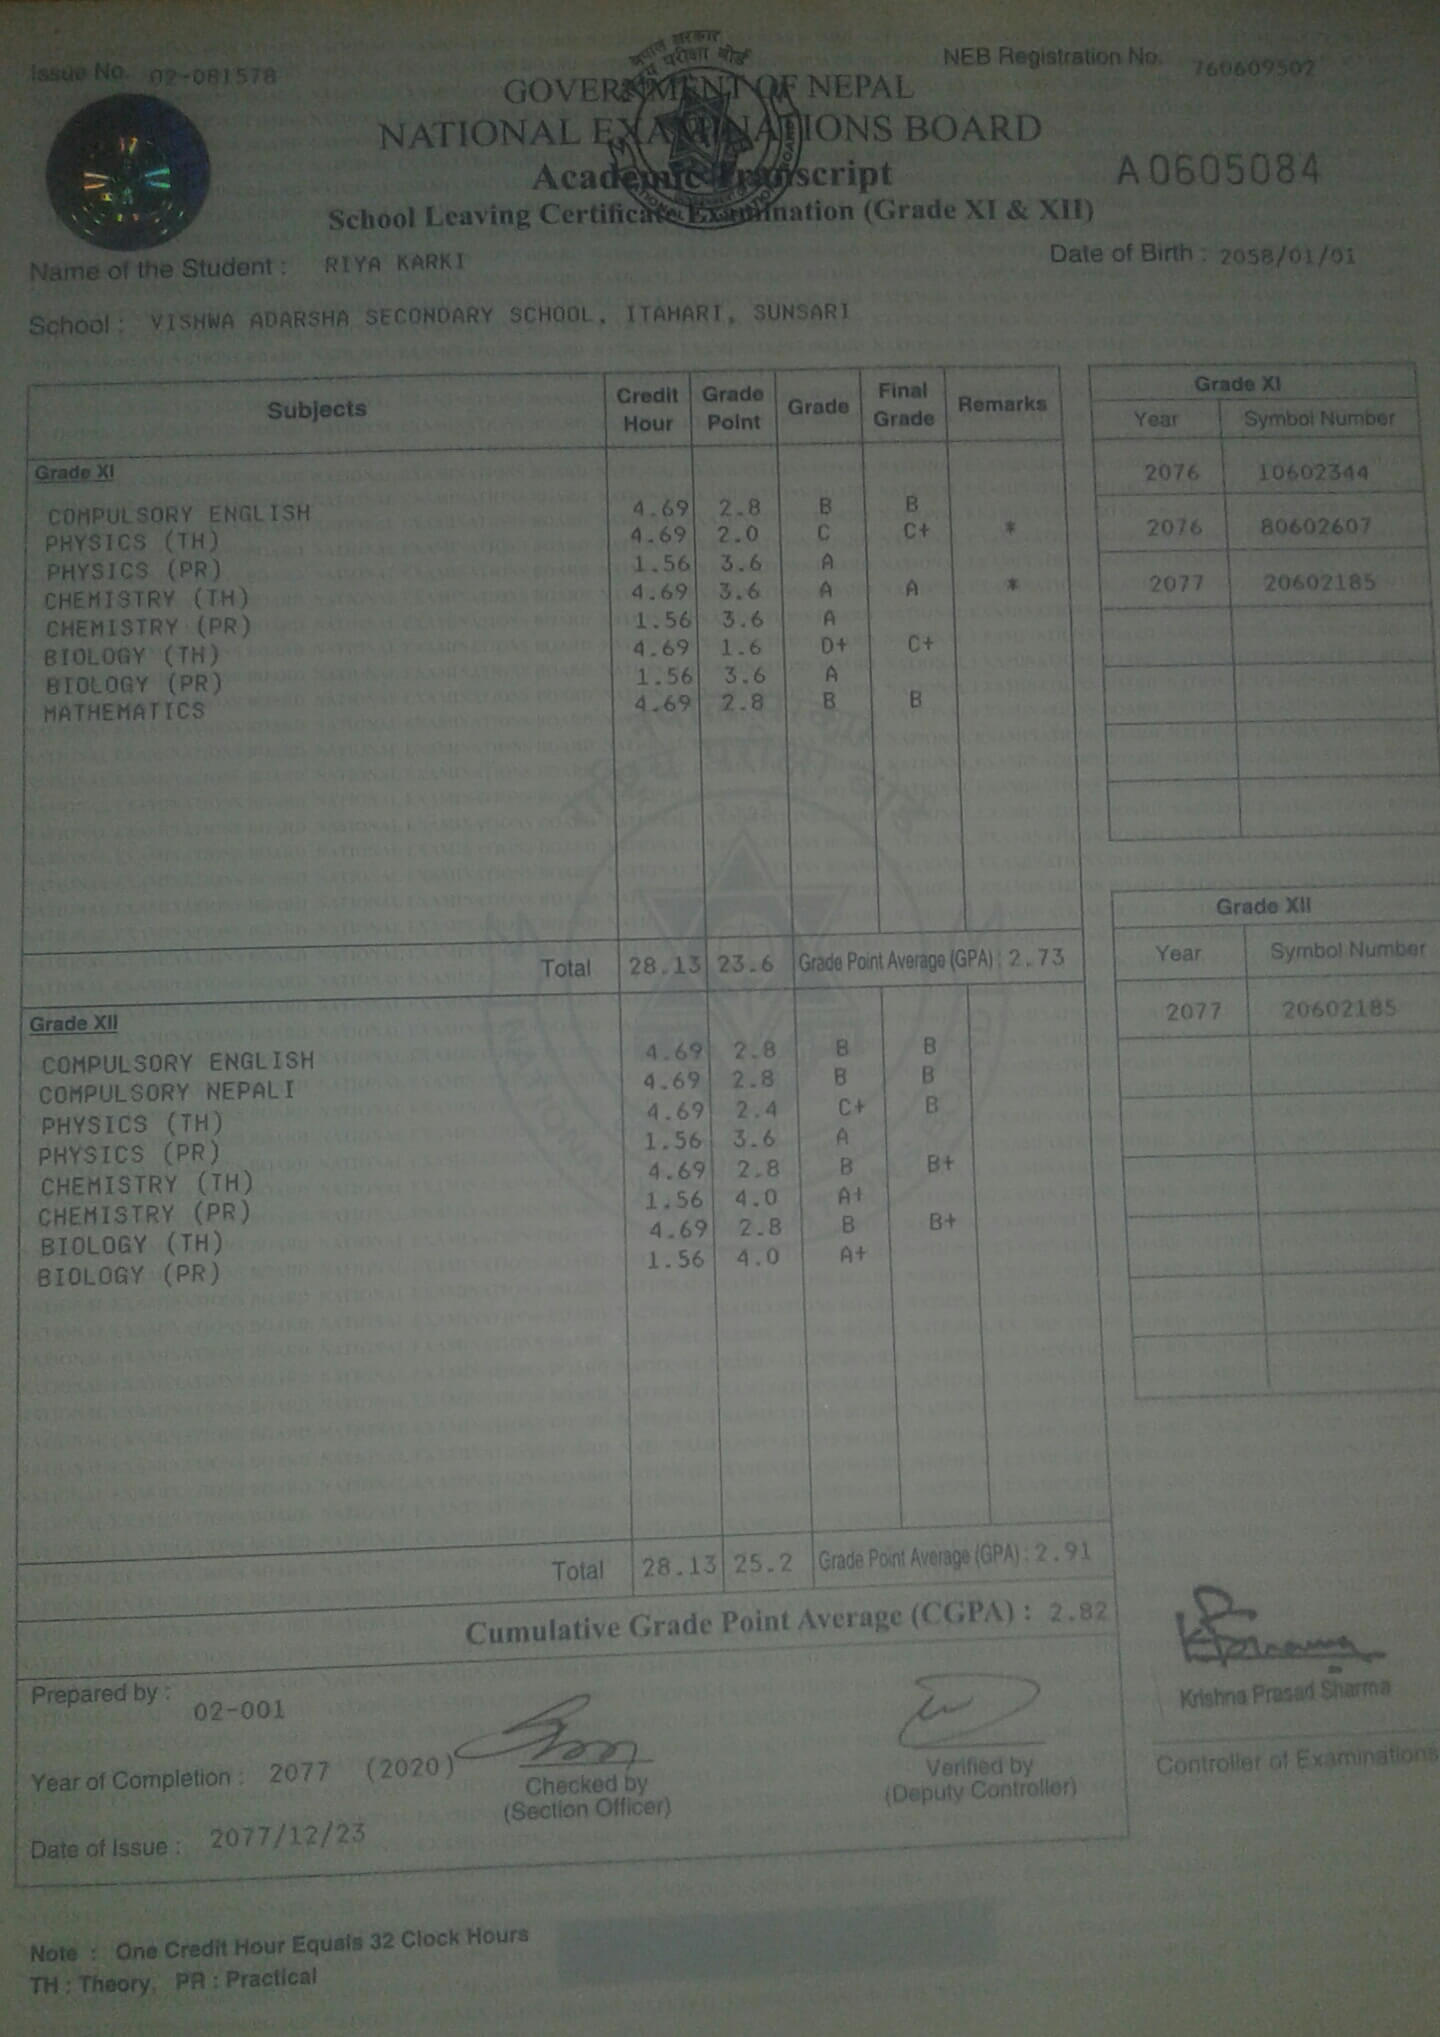 Issue No. 02-081578
NEB Registration No. 760609502
नेपाल सरकार
परीक्षा बोर्ड
GOVERNMENT OF NEPAL
NATIONAL EXAMINATIONS BOARD
Academic Transcript
A0605084
School Leaving Certificate Examination (Grade XI & XII)
Name of the Student : RIYA KARKI
Date of Birth : 2058/01/01
School : VISHWA ADARSHA SECONDARY SCHOOL, ITAHARI, SUNSARI
Subjects Credit Hour Grade Point Grade Final Grade Remarks
Grade XI
COMPULSORY ENGLISH 4.69 2.8 B B
PHYSICS (TH) 4.69 2.0 C C+ *
PHYSICS (PR) 1.56 3.6 A
CHEMISTRY (TH) 4.69 3.6 A A *
CHEMISTRY (PR) 1.56 3.6 A
BIOLOGY (TH) 4.69 1.6 D+ C+
BIOLOGY (PR) 1.56 3.6 A
MATHEMATICS 4.69 2.8 B B
Total 28.13 23.6 Grade Point Average (GPA) : 2.73
Grade XII
COMPULSORY ENGLISH 4.69 2.8 B B
COMPULSORY NEPALI 4.69 2.8 B B
PHYSICS (TH) 4.69 2.4 C+ B
PHYSICS (PR) 1.56 3.6 A
CHEMISTRY (TH) 4.69 2.8 B B+
CHEMISTRY (PR) 1.56 4.0 A+
BIOLOGY (TH) 4.69 2.8 B B+
BIOLOGY (PR) 1.56 4.0 A+
Total 28.13 25.2 Grade Point Average (GPA) : 2.91
Cumulative Grade Point Average (CGPA) : 2.82
Grade XI
Year Symbol Number
2076 10602344
2076 80602607
2077 20602185
Grade XII
Year Symbol Number
2077 20602185
Prepared by : 02-001
Year of Completion : 2077 (2020)
Date of Issue : 2077/12/23
Checked by
(Section Officer)
Verified by
(Deputy Controller)
Krishna Prasad Sharma
Controller of Examinations
Note : One Credit Hour Equals 32 Clock Hours
TH : Theory, PR : Practical